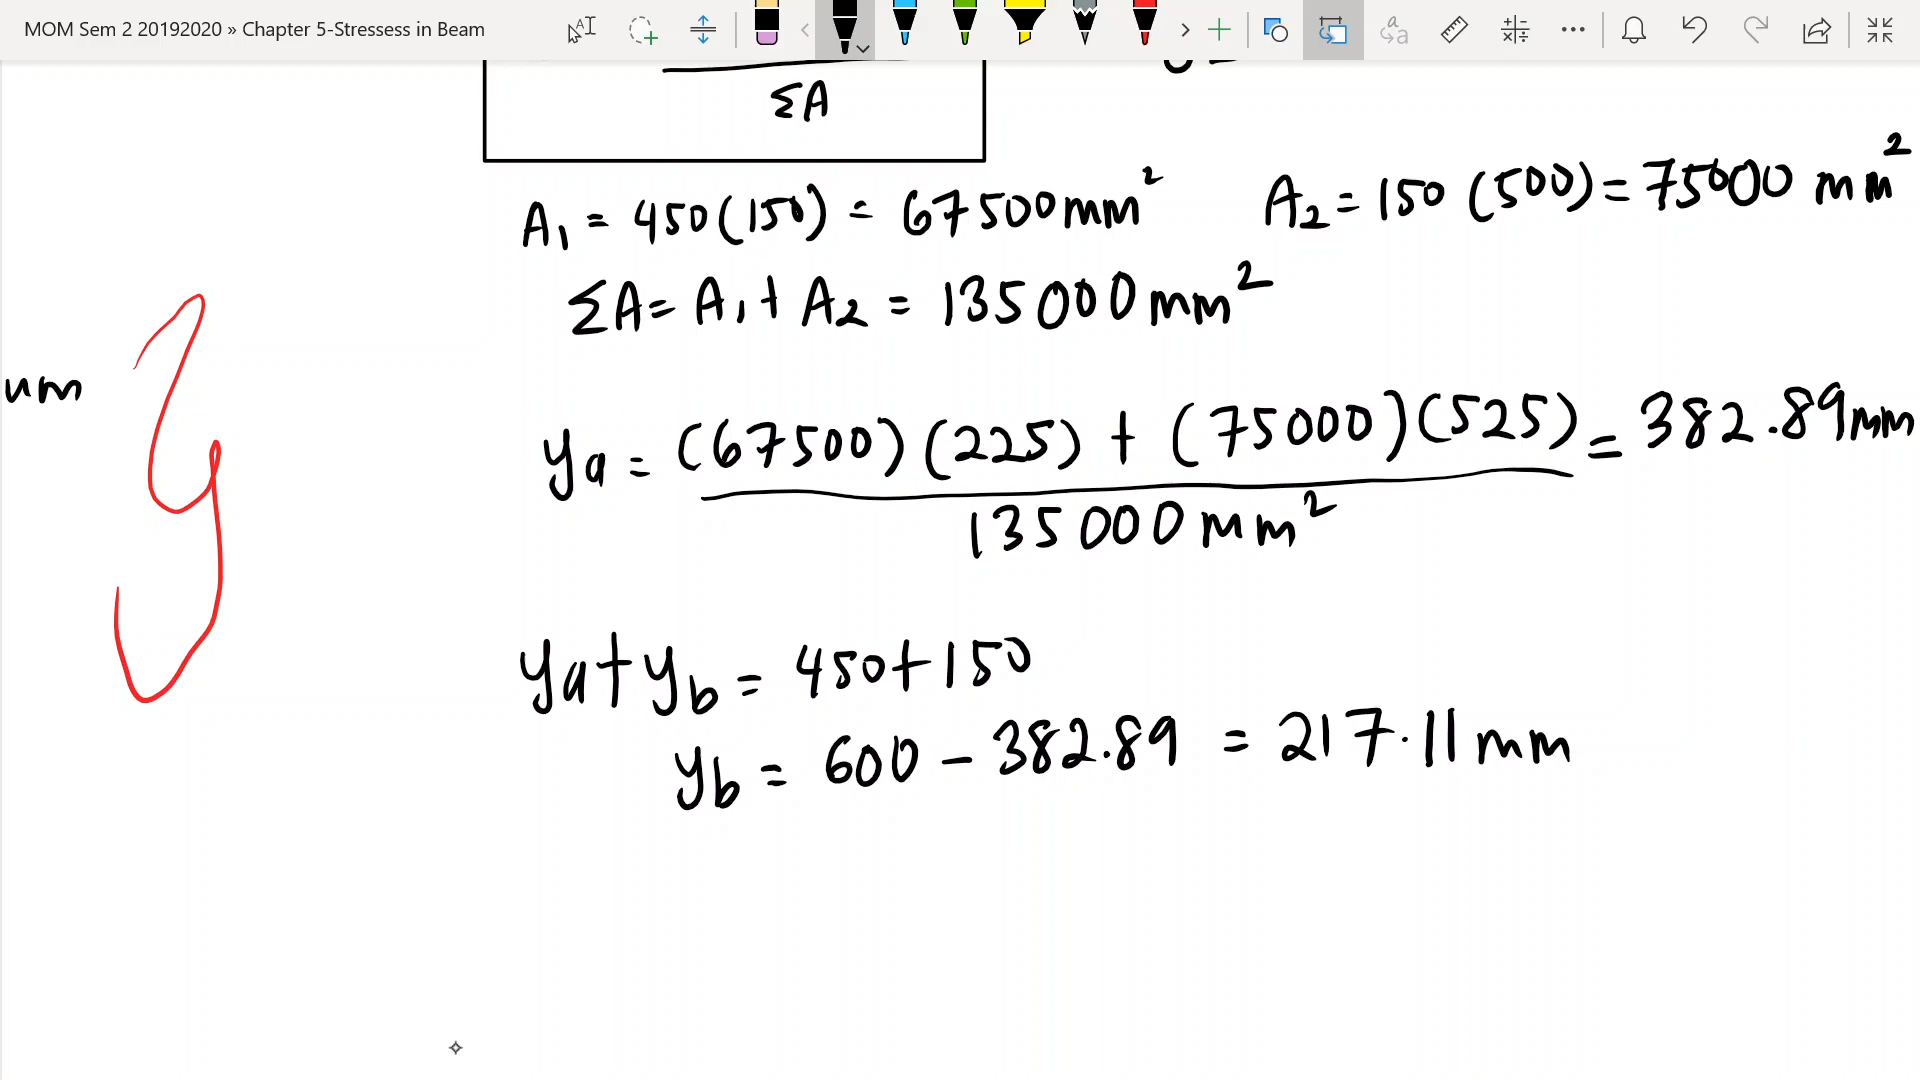 MOM Sem 2 20192020 » Chapter 5-Stressess in Beam
ΣA
A₁ = 450(150) = 67500mm² A₂ = 150 (500) = 75000 mm²
ΣA = A₁ + A₂ = 135000 mm²
um
ya = (67500)(225) + (75000)(525) = 382.89mm
135000 mm²
ya + yb = 450+150
yb = 600 - 382.89 = 217.11 mm